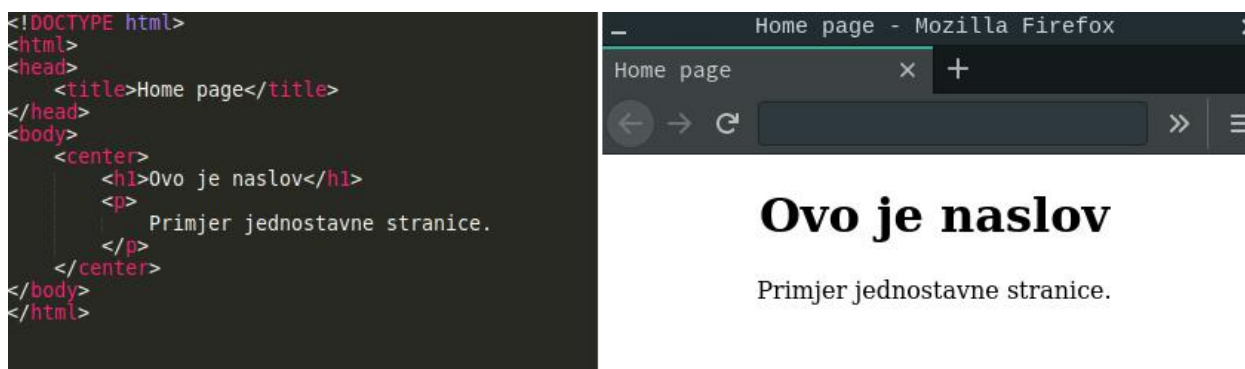 <!DOCTYPE html>
<html>
<head>
    <title>Home page</title>
</head>
<body>
    <center>
        <h1>Ovo je naslov</h1>
        <p>
            Primjer jednostavne stranice.
        </p>
    </center>
</body>
</html>
Home page - Mozilla Firefox
Home page
Ovo je naslov
Primjer jednostavne stranice.